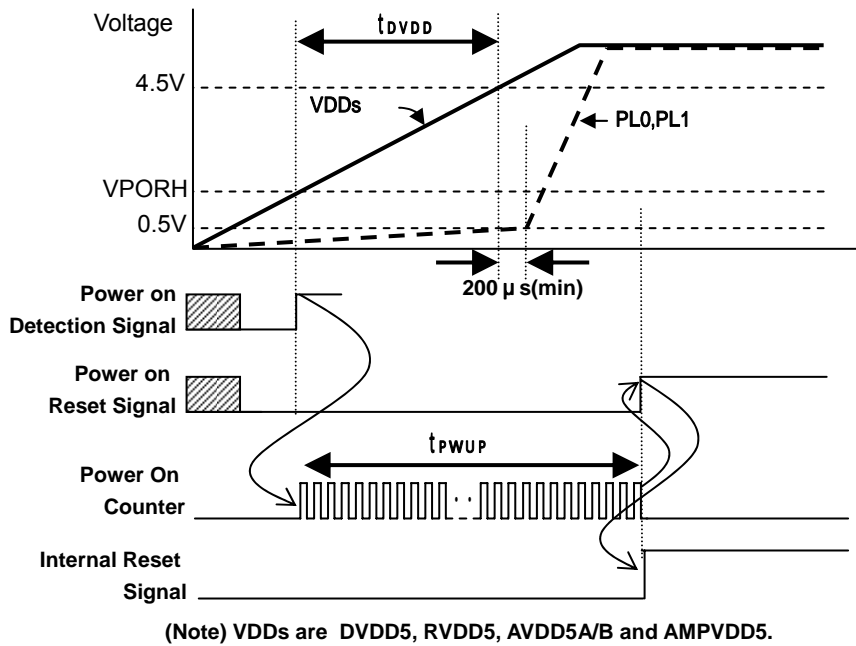 Voltage
tDVDD
4.5V
VDDs
PL0,PL1
VPORH
0.5V
200 μ s(min)
Power on
Detection Signal
Power on
Reset Signal
tPWUP
Power On
Counter
Internal Reset
Signal
(Note) VDDs are DVDD5, RVDD5, AVDD5A/B and AMPVDD5.